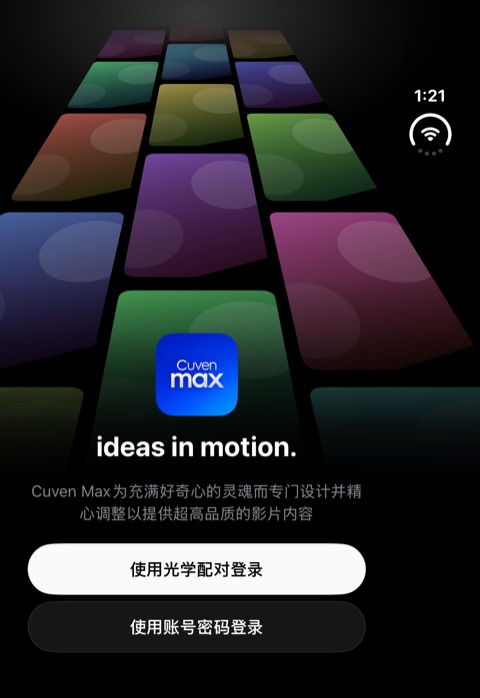 1:21
Cuven
max
ideas in motion.
Cuven Max为充满好奇心的灵魂而专门设计并精
心调整以提供超高品质的影片内容
使用光学配对登录
使用账号密码登录